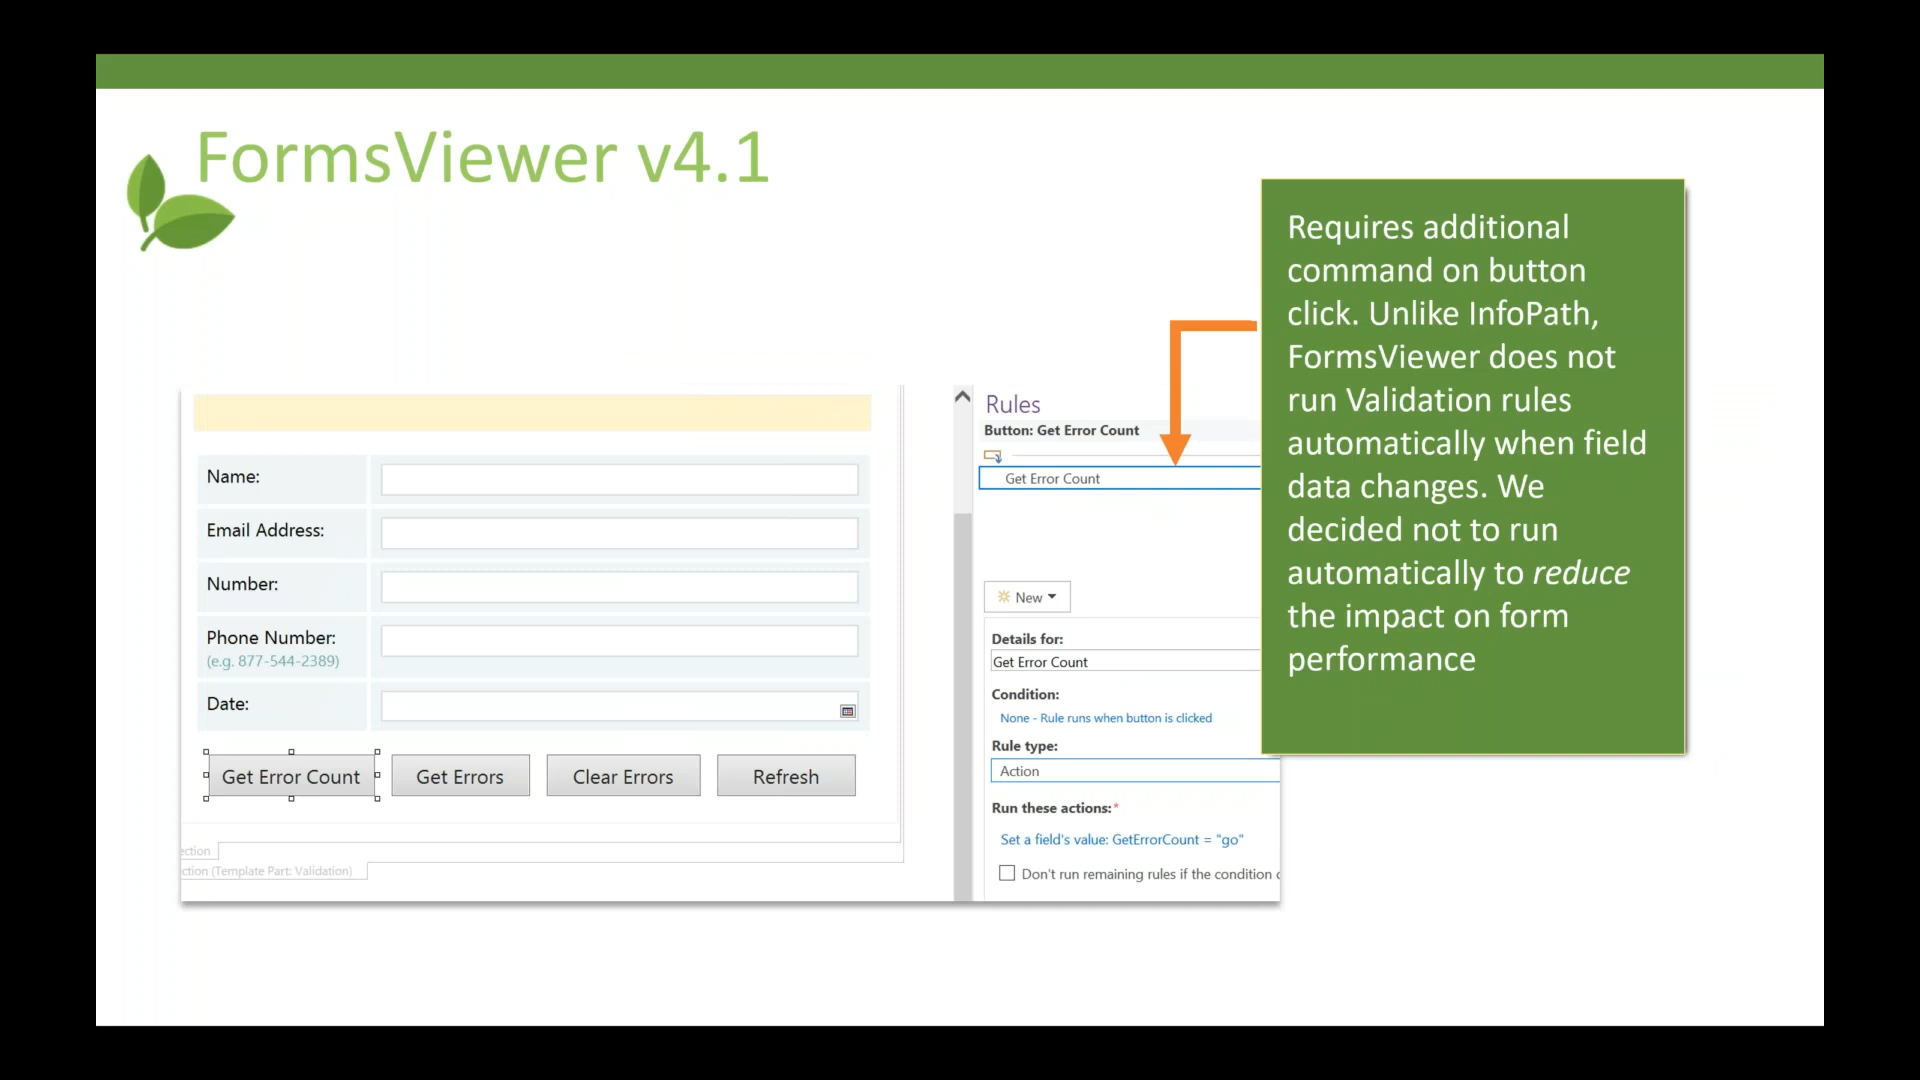 FormsViewer v4.1
Requires additional
command on button
click. Unlike InfoPath,
FormsViewer does not
run Validation rules
automatically when field
data changes. We
decided not to run
automatically to reduce
the impact on form
performance
Name:
Email Address:
Number:
Phone Number:
(e.g. 877-544-2389)
Date:
Get Error Count
Get Errors
Clear Errors
Refresh
ection
ction (Template Part: Validation)
Rules
Button: Get Error Count
Get Error Count
New
Details for:
Get Error Count
Condition:
None - Rule runs when button is clicked
Rule type:
Action
Run these actions:*
Set a field's value: GetErrorCount = "go"
Don't run remaining rules if the condition